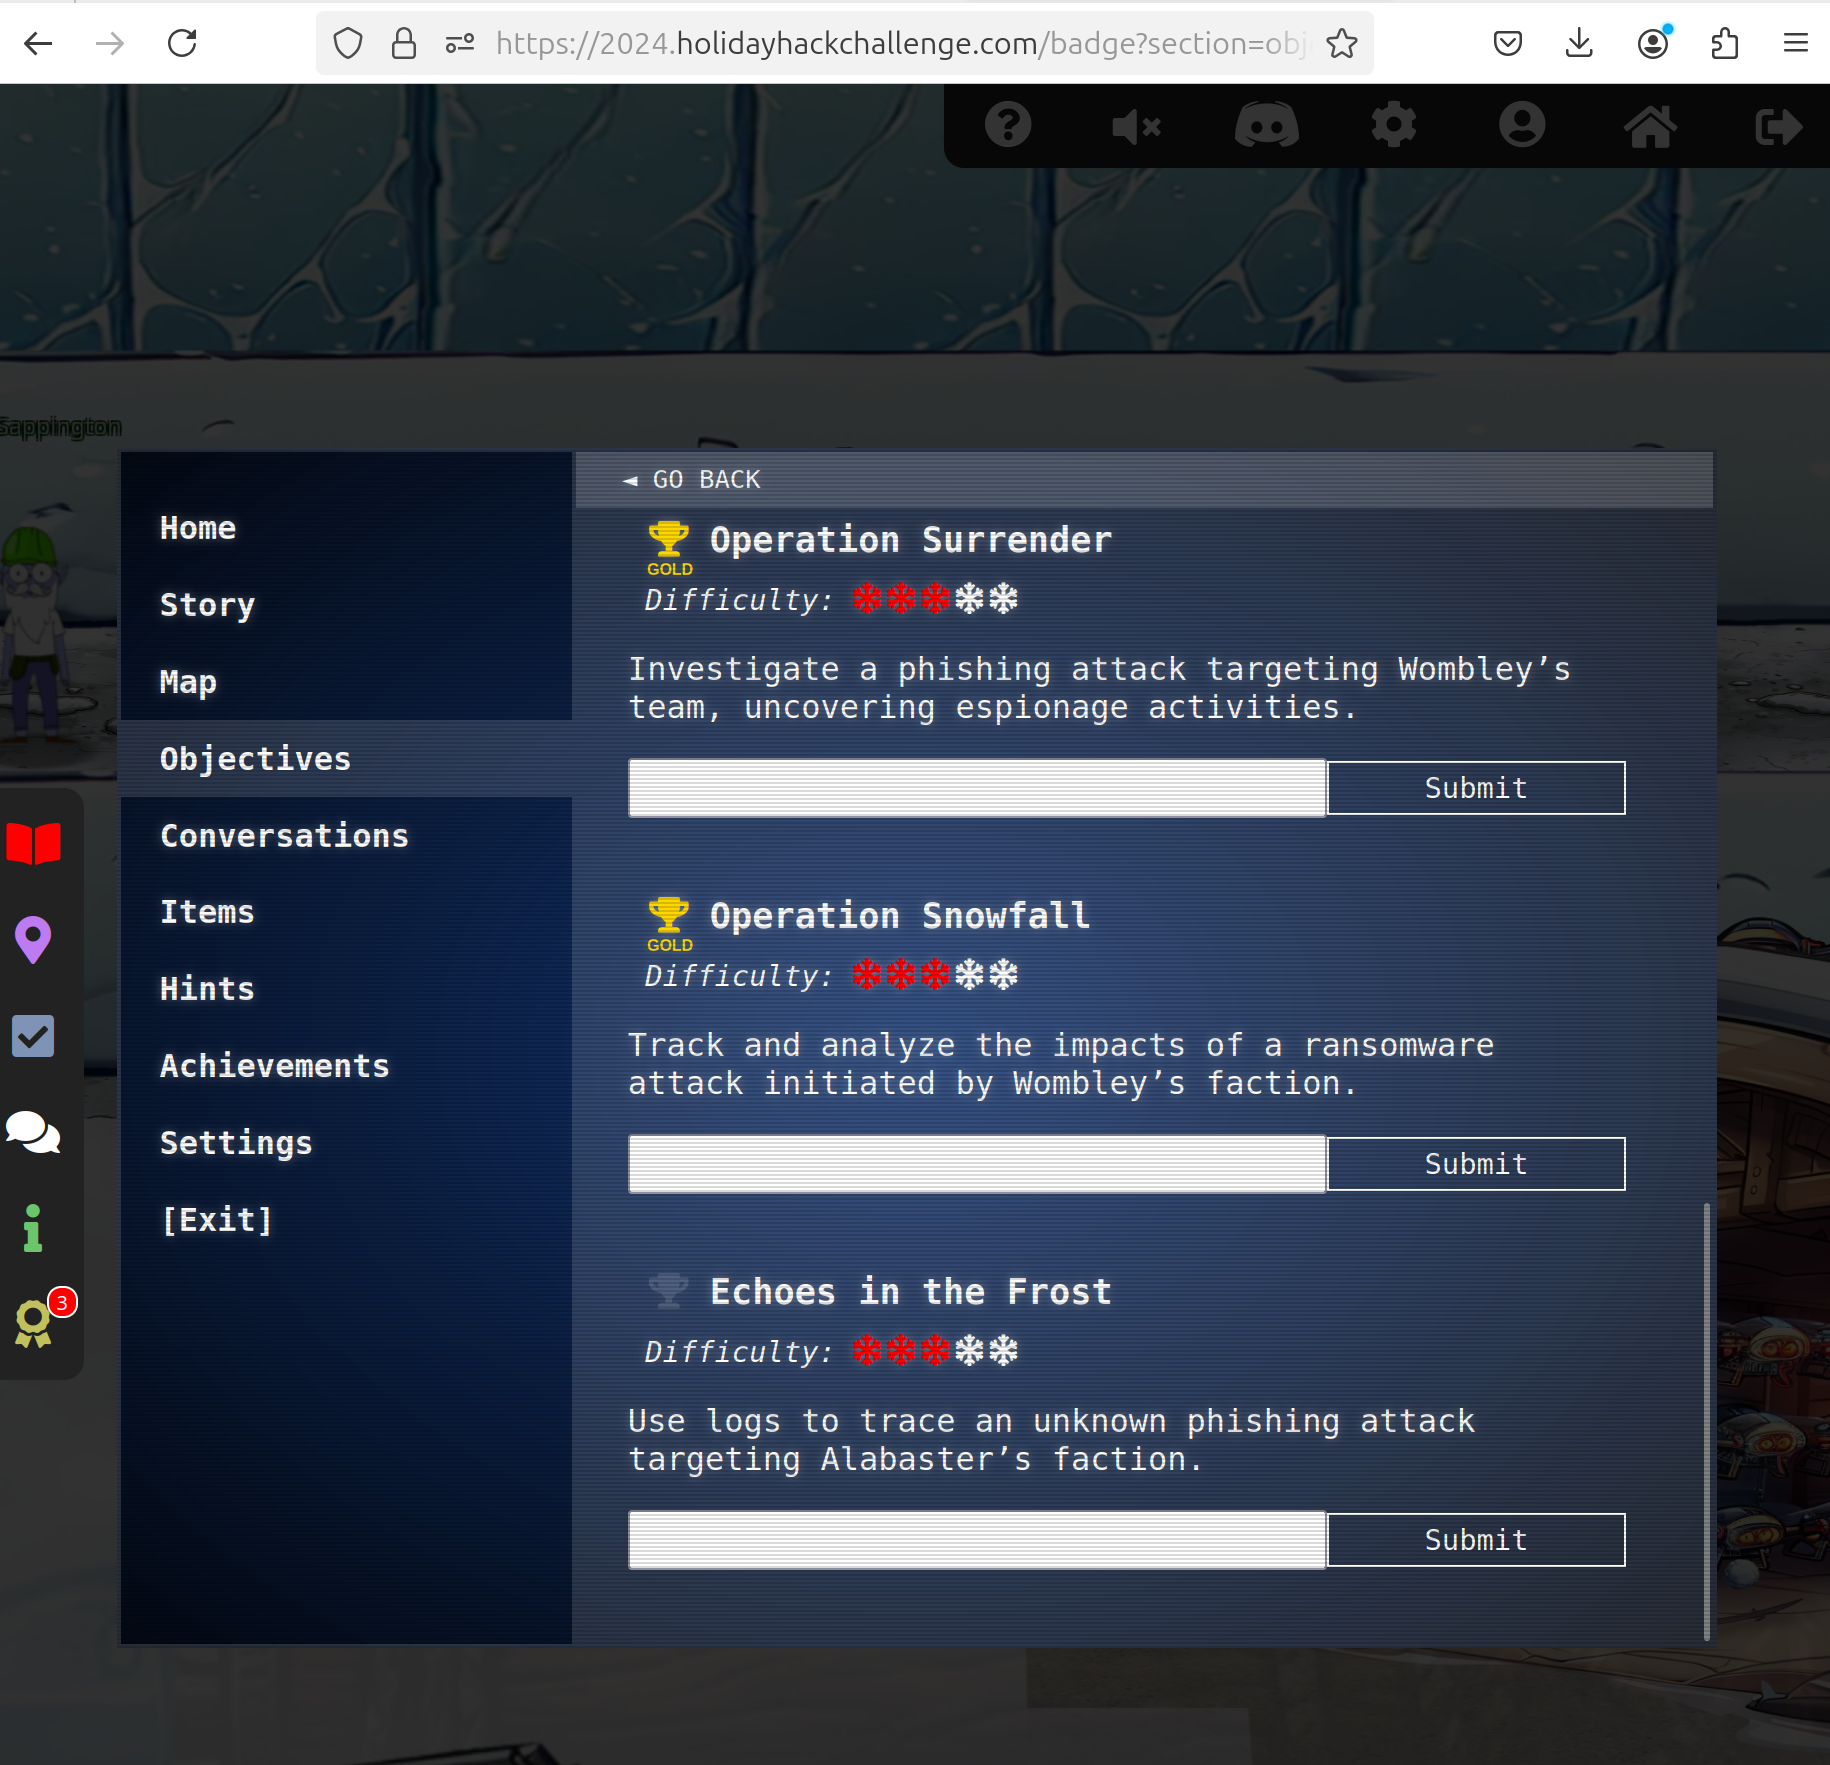 https://2024.holidayhackchallenge.com/badge?section=obj
Sappington
◄ GO BACK
Home
Story
Map
Objectives
Conversations
Items
Hints
Achievements
Settings
[Exit]
Operation Surrender
GOLD
Difficulty:
Investigate a phishing attack targeting Wombley’s
team, uncovering espionage activities.
Submit
Operation Snowfall
GOLD
Difficulty:
Track and analyze the impacts of a ransomware
attack initiated by Wombley’s faction.
Submit
Echoes in the Frost
Difficulty:
Use logs to trace an unknown phishing attack
targeting Alabaster’s faction.
Submit
3